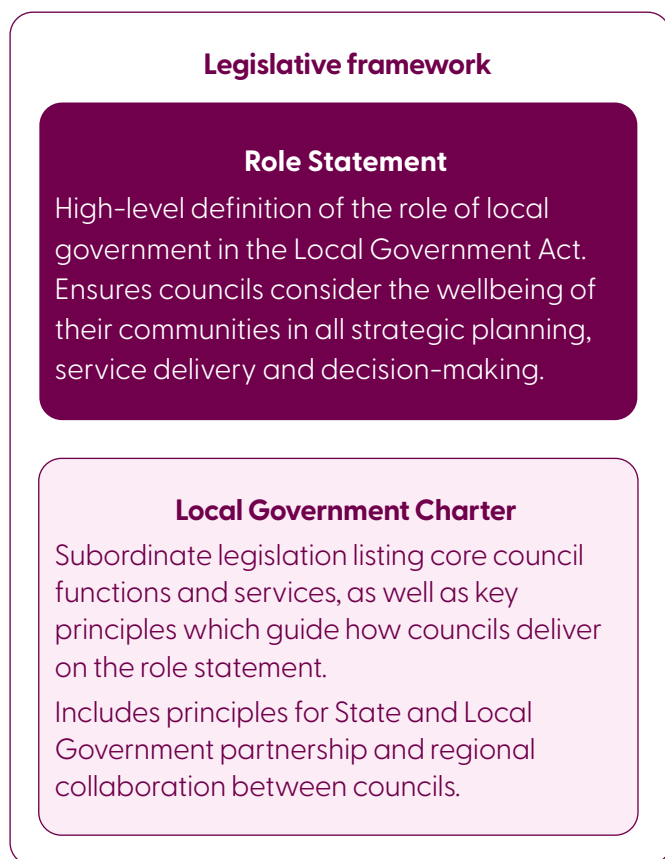 Legislative framework
Role Statement
High-level definition of the role of local
government in the Local Government Act.
Ensures councils consider the wellbeing of
their communities in all strategic planning,
service delivery and decision-making.
Local Government Charter
Subordinate legislation listing core council
functions and services, as well as key
principles which guide how councils deliver
on the role statement.
Includes principles for State and Local
Government partnership and regional
collaboration between councils.